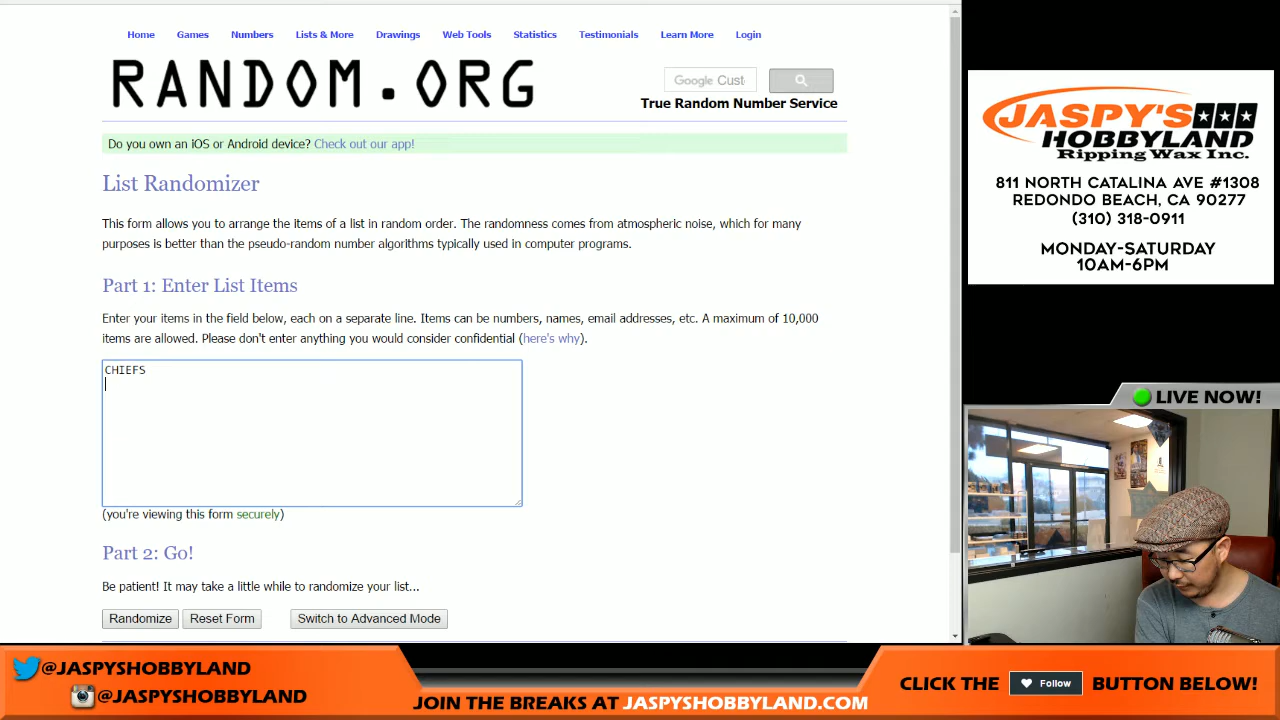 Home Games Numbers Lists & More Drawings Web Tools Statistics Testimonials Learn More Login
RANDOM.ORG
Google Cust
True Random Number Service
Do you own an iOS or Android device? Check out our app!
List Randomizer
This form allows you to arrange the items of a list in random order. The randomness comes from atmospheric noise, which for many
purposes is better than the pseudo-random number algorithms typically used in computer programs.
Part 1: Enter List Items
Enter your items in the field below, each on a separate line. Items can be numbers, names, email addresses, etc. A maximum of 10,000
items are allowed. Please don't enter anything you would consider confidential (here's why).
CHIEFS
(you're viewing this form securely)
Part 2: Go!
Be patient! It may take a little while to randomize your list...
Randomize Reset Form Switch to Advanced Mode
JASPY'S
HOBBYLAND
Ripping Wax Inc.
811 NORTH CATALINA AVE #1308
REDONDO BEACH, CA 90277
(310) 318-0911
MONDAY-SATURDAY
10AM-6PM
LIVE NOW!
@JASPYSHOBBYLAND
@JASPYSHOBBYLAND
JOIN THE BREAKS AT JASPYSHOBBYLAND.COM
CLICK THE Follow BUTTON BELOW!